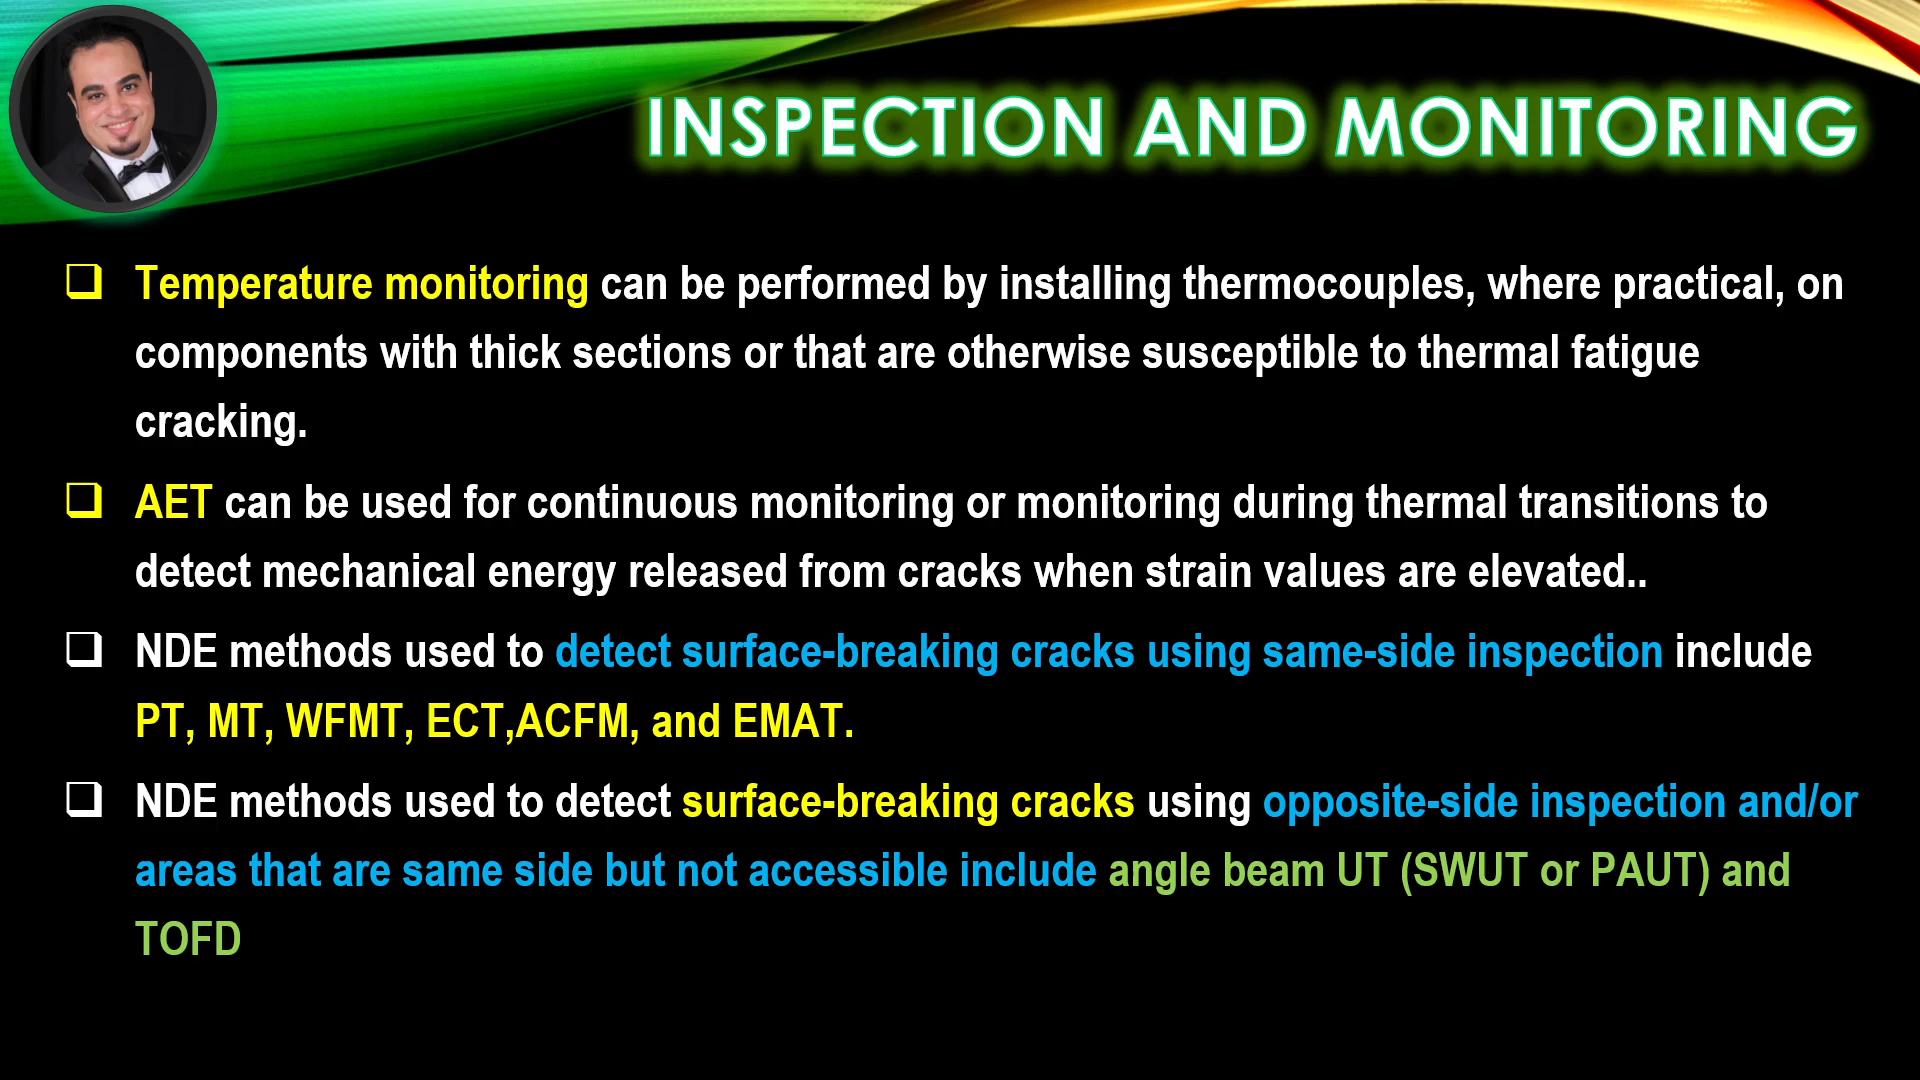 INSPECTION AND MONITORING
Temperature monitoring can be performed by installing thermocouples, where practical, on
components with thick sections or that are otherwise susceptible to thermal fatigue
cracking.
AET can be used for continuous monitoring or monitoring during thermal transitions to
detect mechanical energy released from cracks when strain values are elevated..
NDE methods used to detect surface-breaking cracks using same-side inspection include
PT, MT, WFMT, ECT,ACFM, and EMAT.
NDE methods used to detect surface-breaking cracks using opposite-side inspection and/or
areas that are same side but not accessible include angle beam UT (SWUT or PAUT) and
TOFD